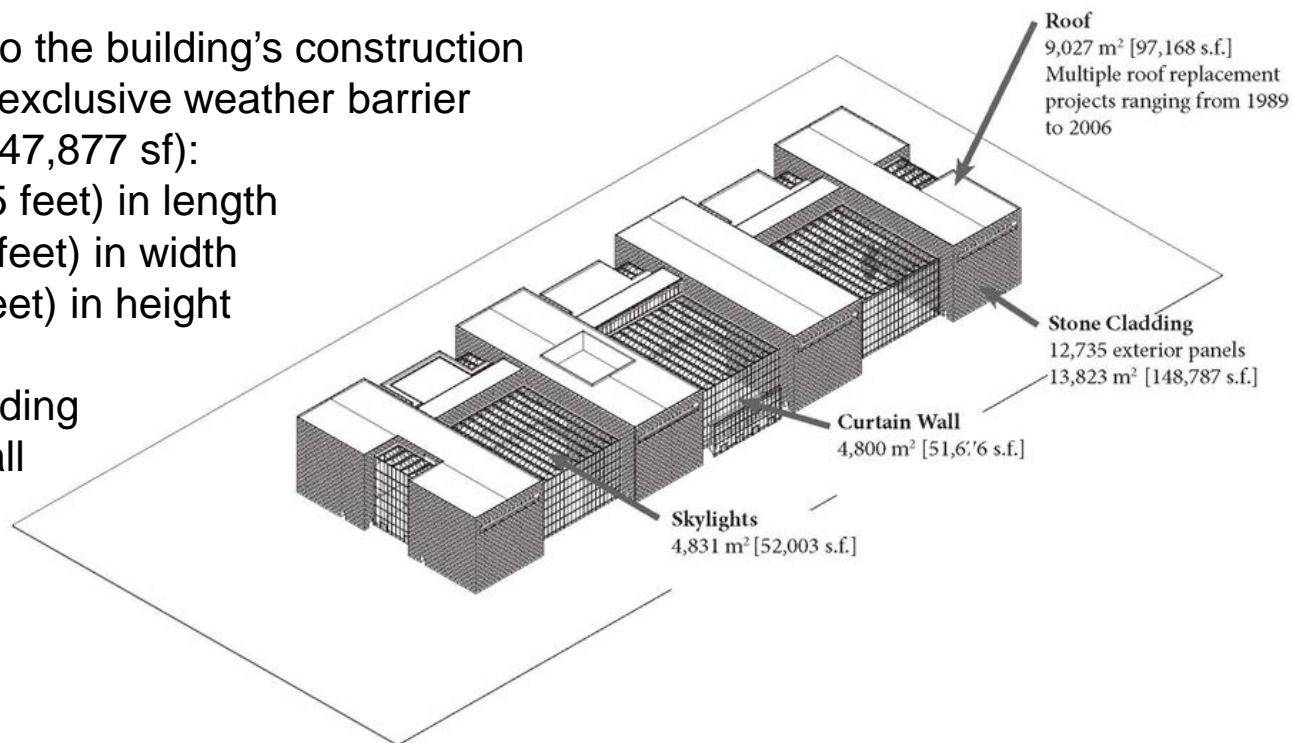 o the building's construction
exclusive weather barrier
47,877 sf):
5 feet) in length
feet) in width
eet) in height
ding
all
Roof
9,027 m² [97,168 s.f.]
Multiple roof replacement
projects ranging from 1989
to 2006
Stone Cladding
12,735 exterior panels
13,823 m² [148,787 s.f.]
Curtain Wall
4,800 m² s.f.]
Skylights
4,831 m² [52,003 s.f.]